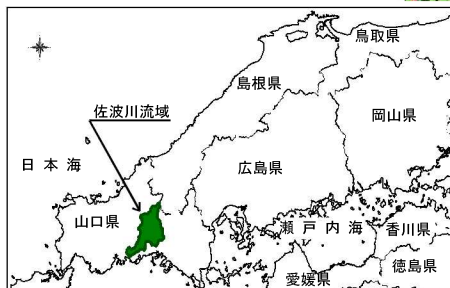 鳥取県
島根県
岡山県
佐波川流域
広島県
日本海
山口県
瀬戸内海
香川県
徳島県
愛媛県